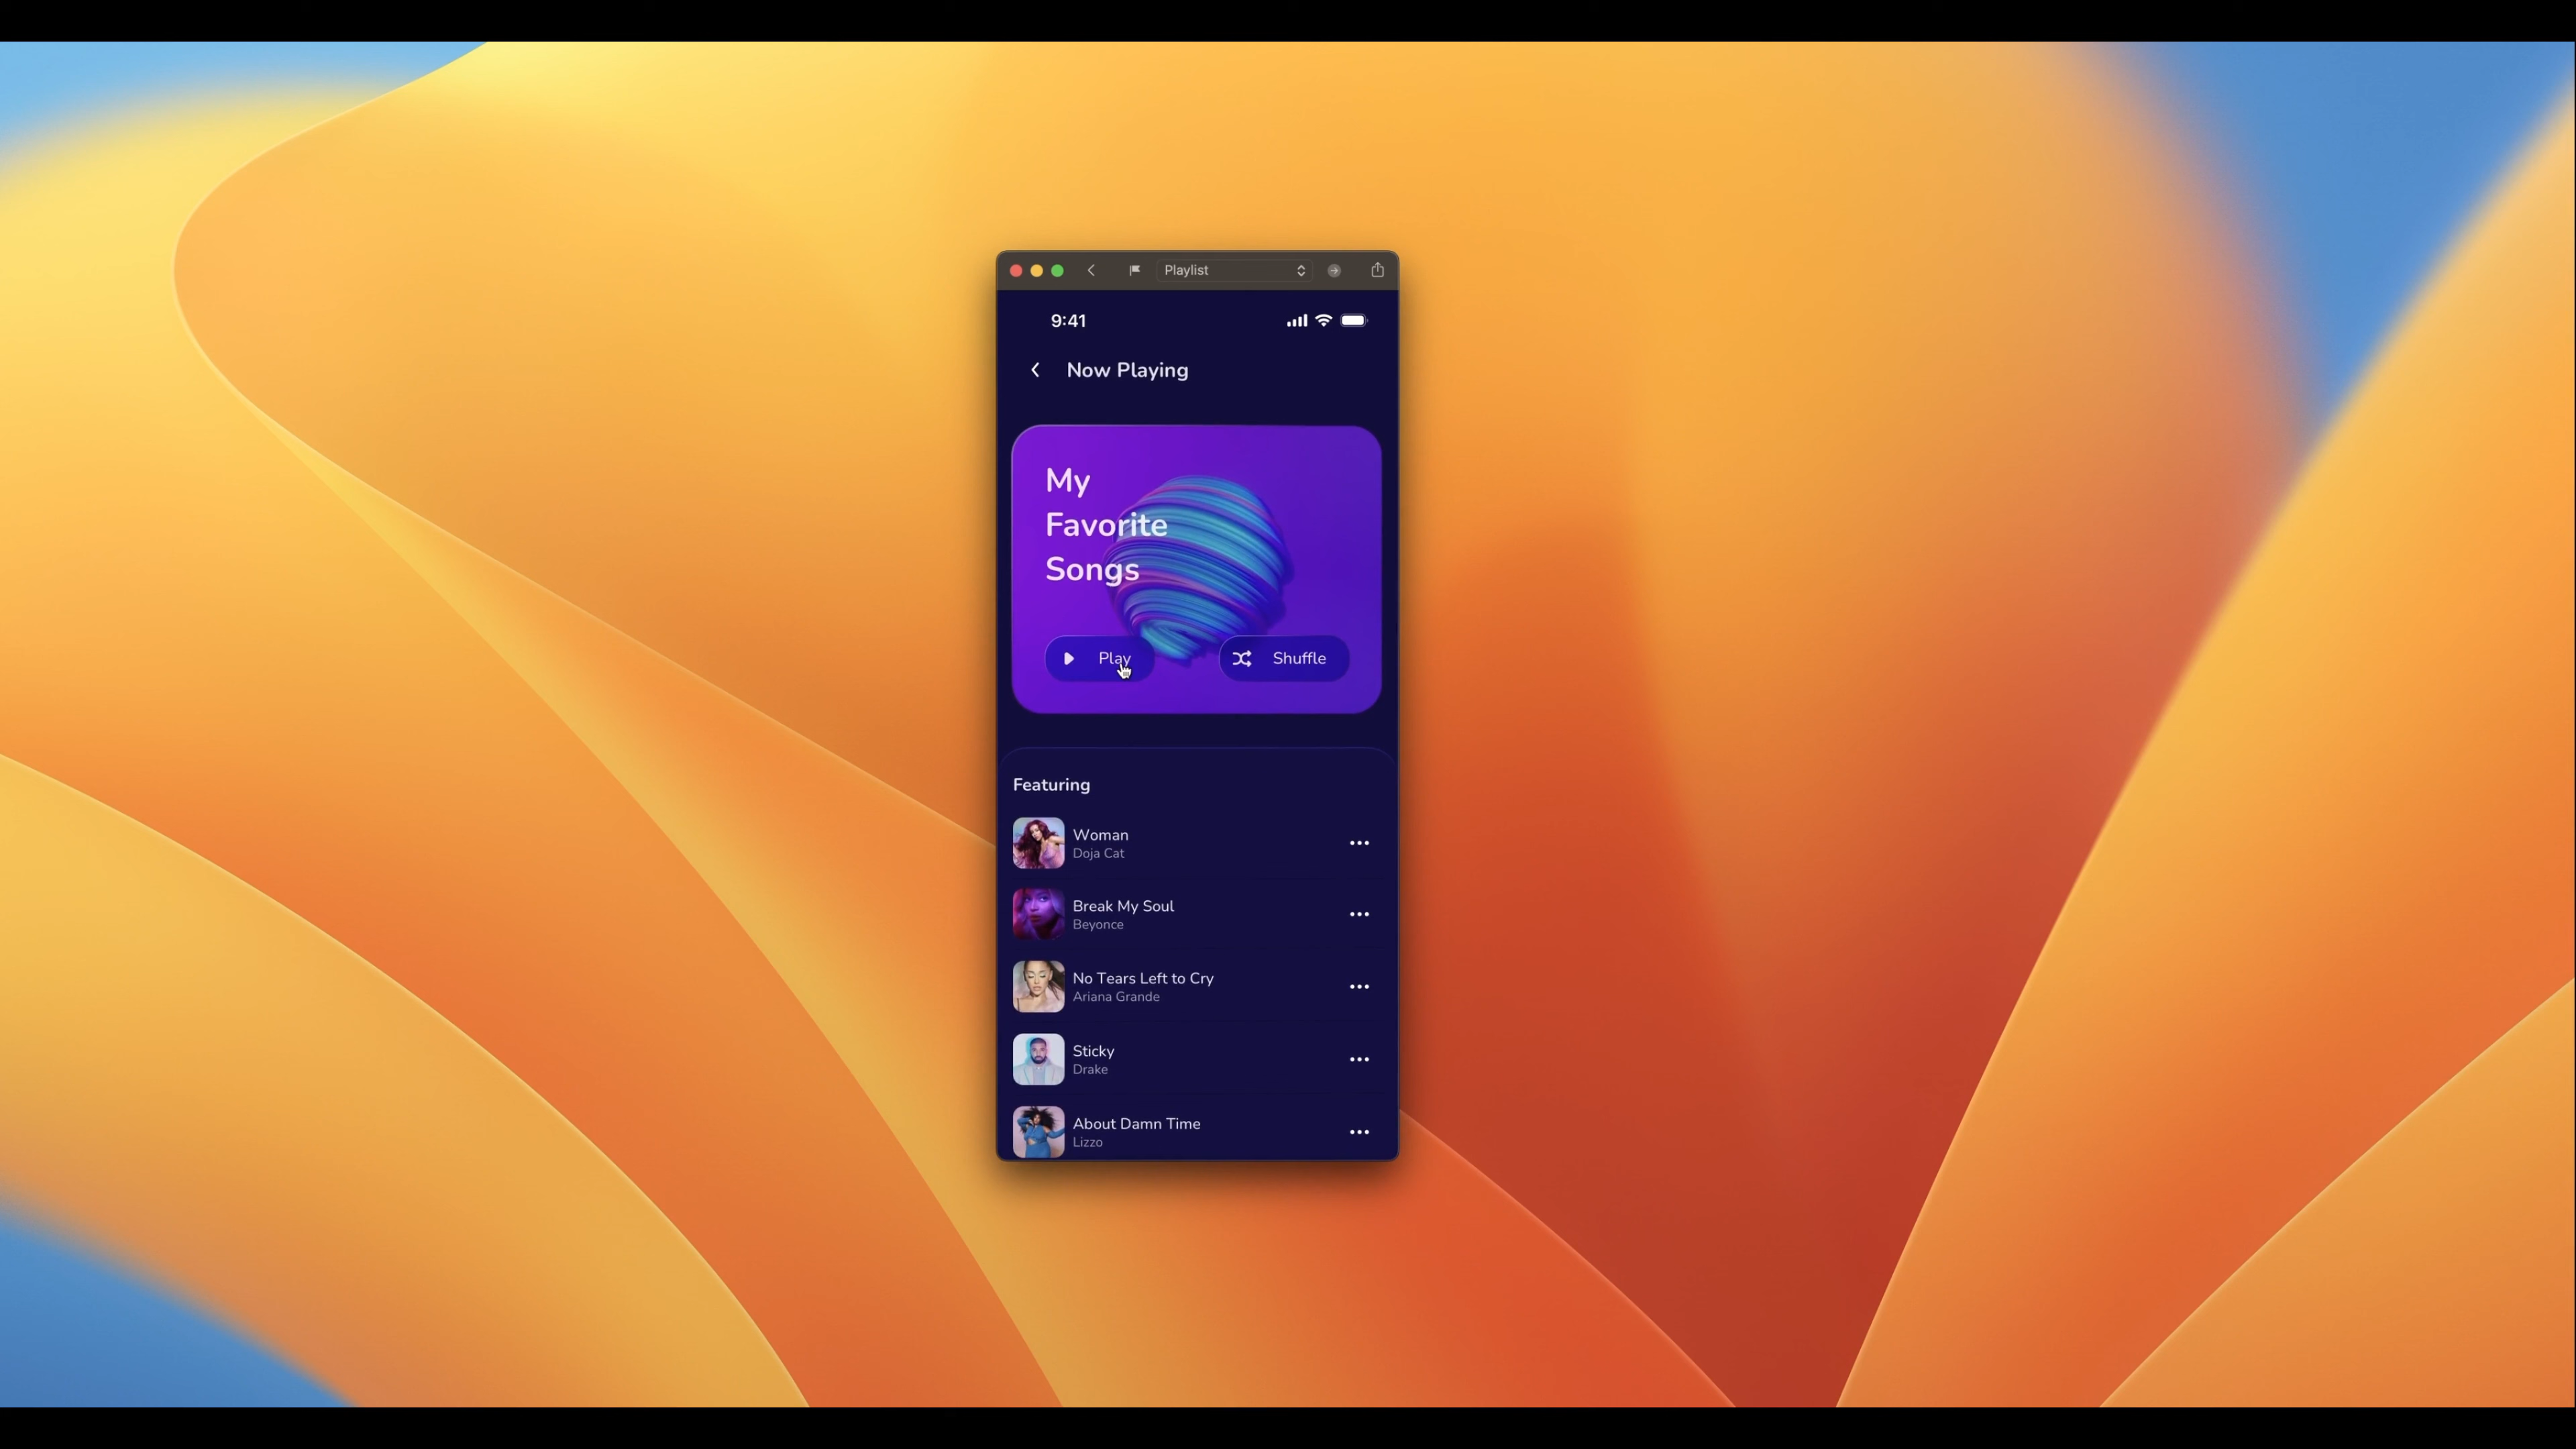 Playlist
9:41
Now Playing
My
Favorite
Songs
Play
Shuffle
Featuring
Woman
Doja Cat
Break My Soul
Beyonce
No Tears Left to Cry
Ariana Grande
Sticky
Drake
About Damn Time
Lizzo